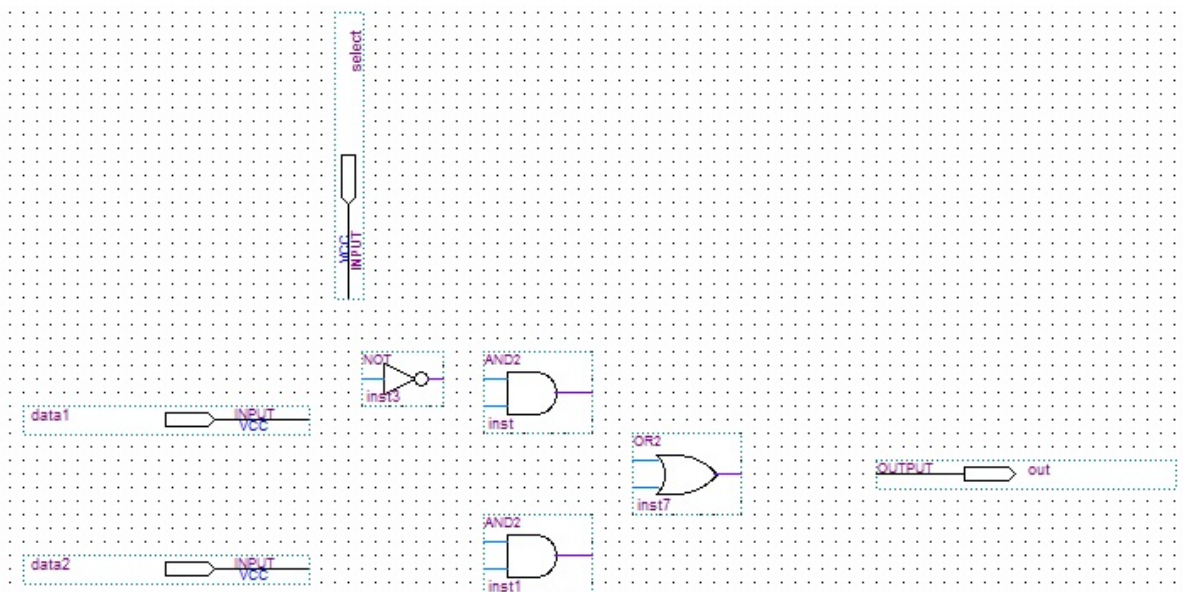 select
VCC
INPUT
NOT
inst3
AND2
inst
data1
INPUT
VCC
OR2
inst7
OUTPUT
out
AND2
inst1
data2
INPUT
VCC